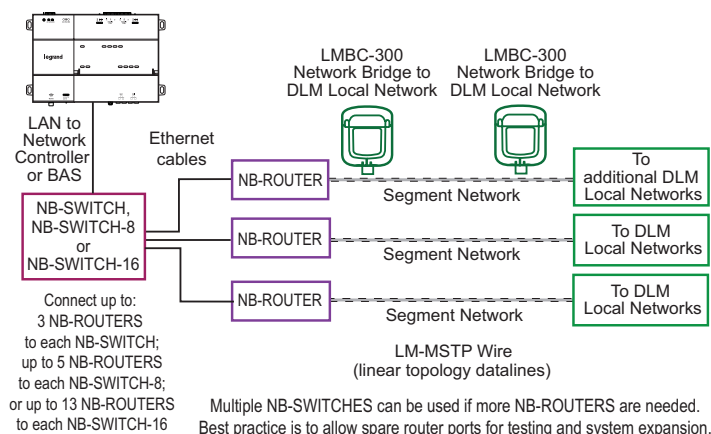 legrand
LMBC-300
Network Bridge to
DLM Local Network
LMBC-300
Network Bridge to
DLM Local Network
LAN to
Network
Controller
or BAS
Ethernet
cables
NB-SWITCH,
NB-SWITCH-8
or
NB-SWITCH-16
NB-ROUTER
Segment Network
To
additional DLM
Local Networks
NB-ROUTER
Segment Network
To DLM
Local Networks
NB-ROUTER
Segment Network
To DLM
Local Networks
Connect up to:
3 NB-ROUTERS
to each NB-SWITCH;
up to 5 NB-ROUTERS
to each NB-SWITCH-8;
or up to 13 NB-ROUTERS
to each NB-SWITCH-16
LM-MSTP Wire
(linear topology datalines)
Multiple NB-SWITCHES can be used if more NB-ROUTERS are needed.
Best practice is to allow spare router ports for testing and system expansion.